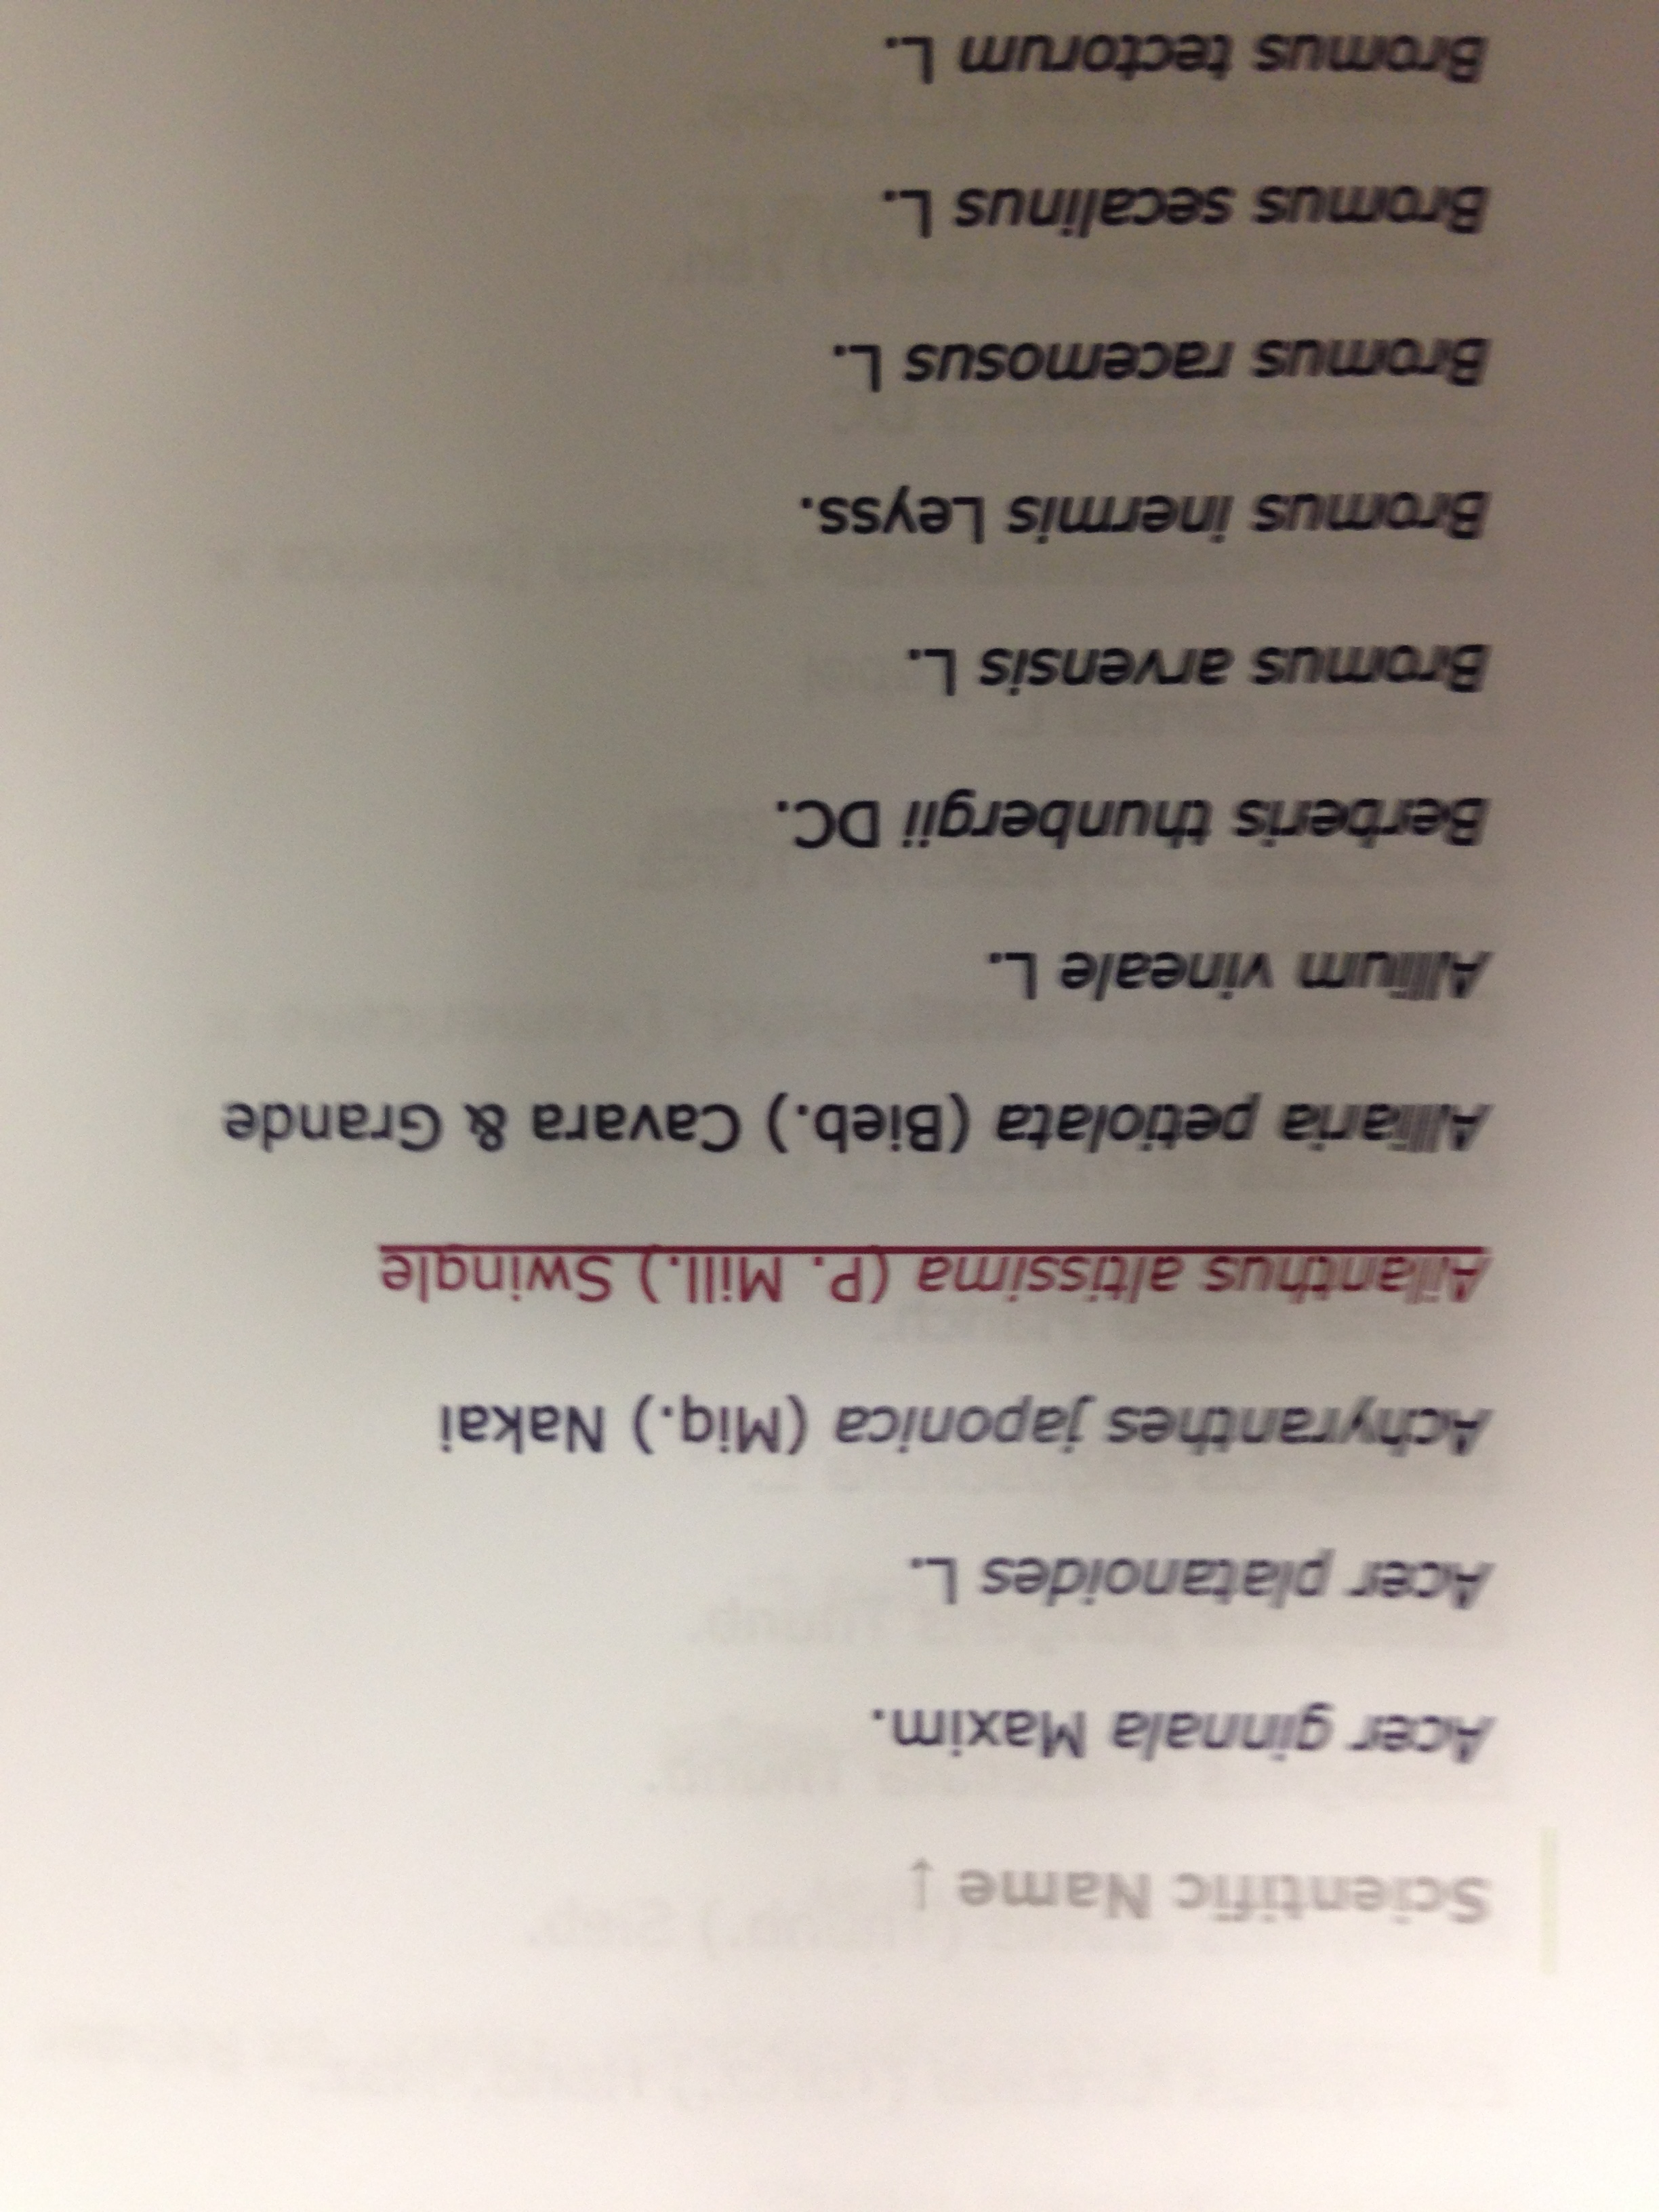 Scientific Name ↓
Acer ginnala Maxim.
Acer platanoides L.
Achyranthes japonica (Miq.) Nakai
Ailanthus altissima (P. Mill.) Swingle
Alliaria petiolata (Bieb.) Cavara & Grande
Allium vineale L.
Berberis thunbergii DC.
Bromus arvensis L.
Bromus inermis Leyss.
Bromus racemosus L.
Bromus secalinus L.
Bromus tectorum L.